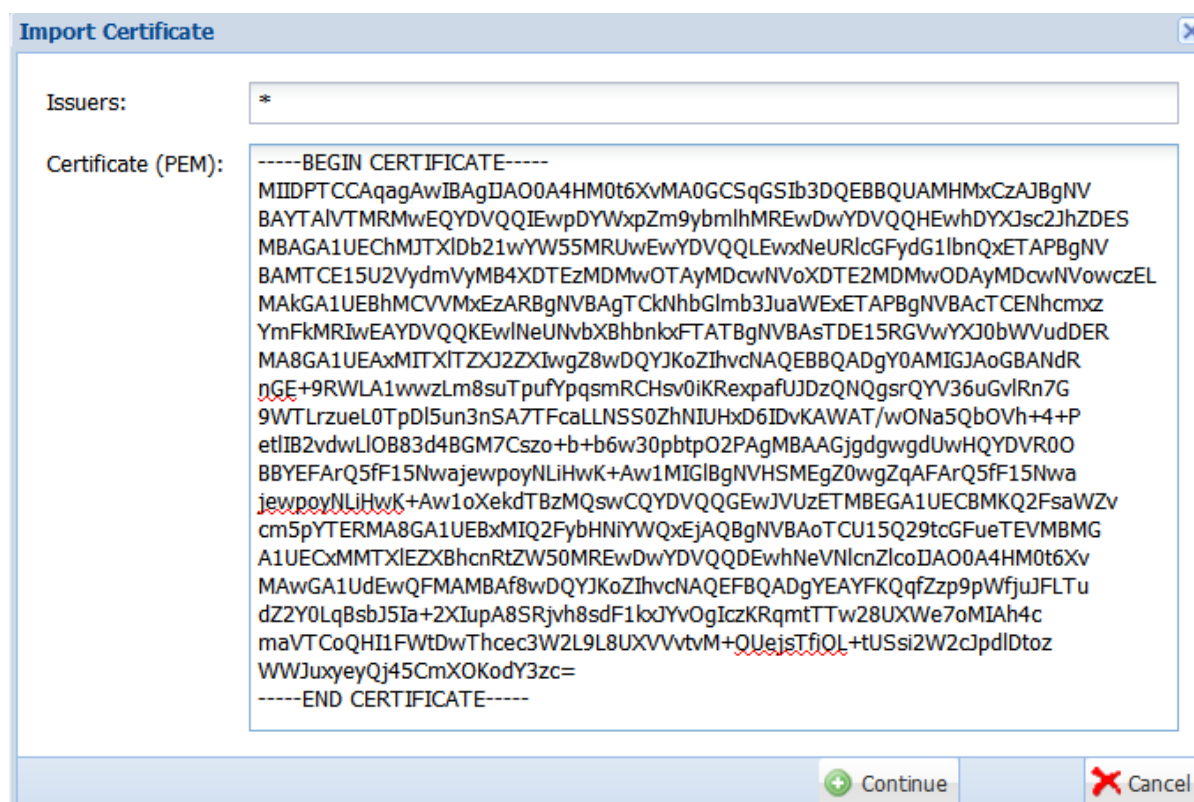 Import Certificate
Issuers:
*
Certificate (PEM):
-----BEGIN CERTIFICATE-----
MIIDPTCCAqagAwIBAgIJAO0A4HM0t6XvMA0GCSqGSIb3DQEBBQUAMHMxCzAJBgNV
BAYTAlVTMRMwEQYDVQQIEwpDYWxpZm9ybmlhMREwDwYDVQQHEwhDYXJsc2JhZDES
MBAGA1UEChMJTXlDb21wYW55MRUwEwYDVQQLEwxNeURlcGFydG1lbnQxETAPBgNV
BAMTCE15U2VydmVyMB4XDTEzMDMwOTAyMDcwNVoXDTE2MDMwODAyMDcwNVowczEL
MAkGA1UEBhMCVVMxEzARBgNVBAgTCkNhbGlmb3JuaWExETAPBgNVBAcTCENhcmxz
YmFkMRIwEAYDVQQKEwlNeUNvbXBhbnkxFTATBgNVBAsTDE15RGVwYXJ0bWVudDER
MA8GA1UEAxMITXlTZXJ2ZXIwgZ8wDQYJKoZIhvcNAQEBBQADgY0AMIGJAoGBANdR
nGE+9RWLA1wwzLm8suTpufYpqsmRCHsv0iKRexpafUJDzQNQgsrQYV36uGvlRn7G
9WTLrzueL0TpDl5un3nSA7TFcaLLNSS0ZhNIUHxD6IDvKAWAT/wONa5QbOVh+4+P
etlIB2vdwLlOB83d4BGM7Cszo+b+b6w30pbtpO2PAgMBAAGjgdgwgdUwHQYDVR0O
BBYEFArQ5fF15NwajewpoyNLiHwK+Aw1MIGlBgNVHSMEgZ0wgZqAFArQ5fF15Nwa
jewpoyNLiHwK+Aw1oXekdTBzMQswCQYDVQQGEwJVUzETMBEGA1UECBMKQ2FsaWZv
cm5pYTERMA8GA1UEBxMIQ2FybHNiYWQxEjAQBgNVBAoTCU15Q29tcGFueTEVMBMG
A1UECxMMTXlEZXBhcnRtZW50MREwDwYDVQQDEwhNeVNlcnZlcoIJAO0A4HM0t6Xv
MAwGA1UdEwQFMAMBAf8wDQYJKoZIhvcNAQEFBQADgYEAYFKQqfZzp9pWfjuJFLTu
dZ2Y0LqBsbJ5Ia+2XIupA8SRjvh8sdF1kxJYvOgIczKRqmtTTw28UXWe7oMIAh4c
maVTCoQHI1FWtDwThcec3W2L9L8UXVVvtvM+OUejsTfiOL+tUSsi2W2cJpdlDtoz
WWJuxyeyQj45CmXOKodY3zc=
-----END CERTIFICATE-----
Continue
Cancel